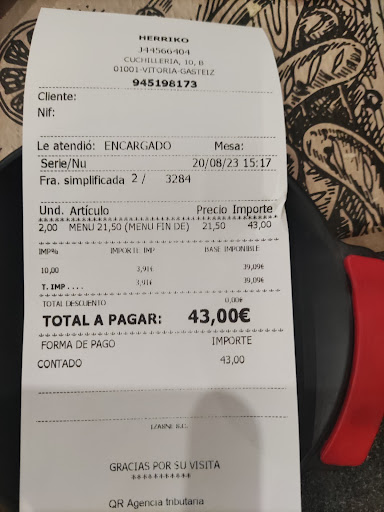 HERRIKO
J44566404
CUCHILLERIA, 10, B
01001-VITORIA-GASTEIZ
945198173
Cliente:
Nif:
Le atendió: ENCARGADO Mesa:
Serie/Nu 20/08/23 15:17
Fra. simplificada 2 / 3284
Und. Artículo Precio Importe
2,00 MENU 21,50 (MENU FIN DE) 21,50 43,00
IMP% IMPORTE IMP BASE IMPONIBLE
10,00 3,91€ 39,09€
T. IMP .... 3,91€ 39,09€
TOTAL DESCUENTO 0,00€
TOTAL A PAGAR: 43,00€
FORMA DE PAGO IMPORTE
CONTADO 43,00
GRACIAS POR SU VISITA
***********
QR Agencia tributaria